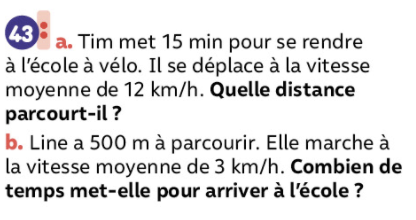 43 a. Tim met 15 min pour se rendre
à l'école à vélo. Il se déplace à la vitesse
moyenne de 12 km/h. Quelle distance
parcourt-il ?
b. Line a 500 m à parcourir. Elle marche à
la vitesse moyenne de 3 km/h. Combien de
temps met-elle pour arriver à l'école ?